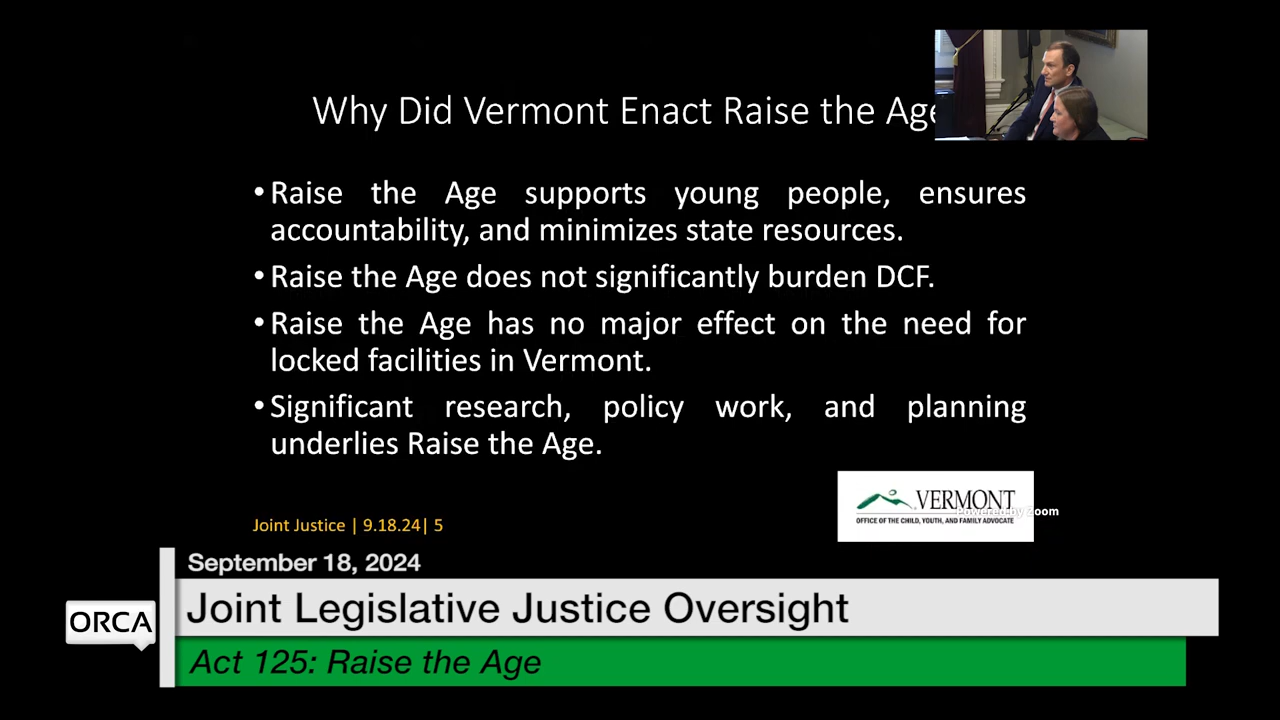 Why Did Vermont Enact Raise the Age
• Raise the Age supports young people, ensures
accountability, and minimizes state resources.
• Raise the Age does not significantly burden DCF.
• Raise the Age has no major effect on the need for
locked facilities in Vermont.
• Significant research, policy work, and planning
underlies Raise the Age.
VERMONT
OFFICE OF THE CHILD, YOUTH, AND FAMILY ADVOCATE
Powered by Zoom
Joint Justice | 9.18.24| 5
September 18, 2024
ORCA
Joint Legislative Justice Oversight
Act 125: Raise the Age